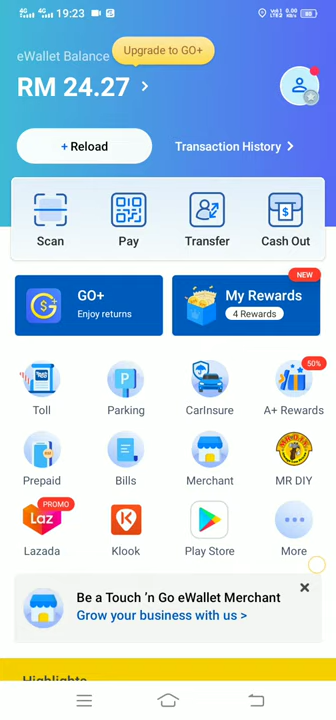 19:23
eWallet Balance
Upgrade to GO+
RM 24.27
+ Reload
Transaction History
Scan
Pay
Transfer
Cash Out
NEW
GO+
Enjoy returns
My Rewards
4 Rewards
50%
Toll
Parking
CarInsure
A+ Rewards
Prepaid
Bills
Merchant
MR DIY
PROMO
Laz
Lazada
Klook
Play Store
More
Be a Touch 'n Go eWallet Merchant
Grow your business with us >
Highlights